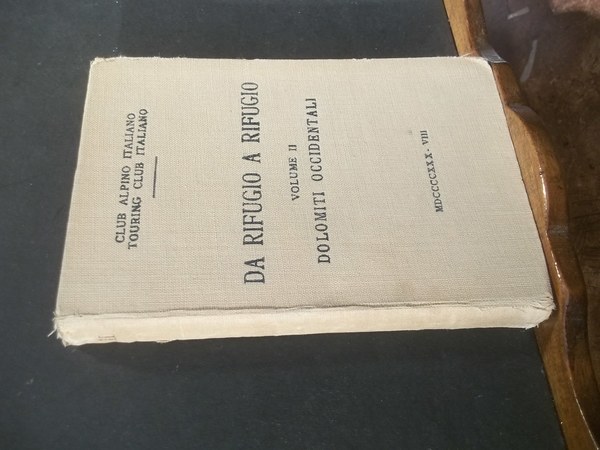 CLUB ALPINO ITALIANO
TOURING CLUB ITALIANO
DA RIFUGIO A RIFUGIO
VOLUME II
DOLOMITI OCCIDENTALI
MDCCCCXXX - VIII